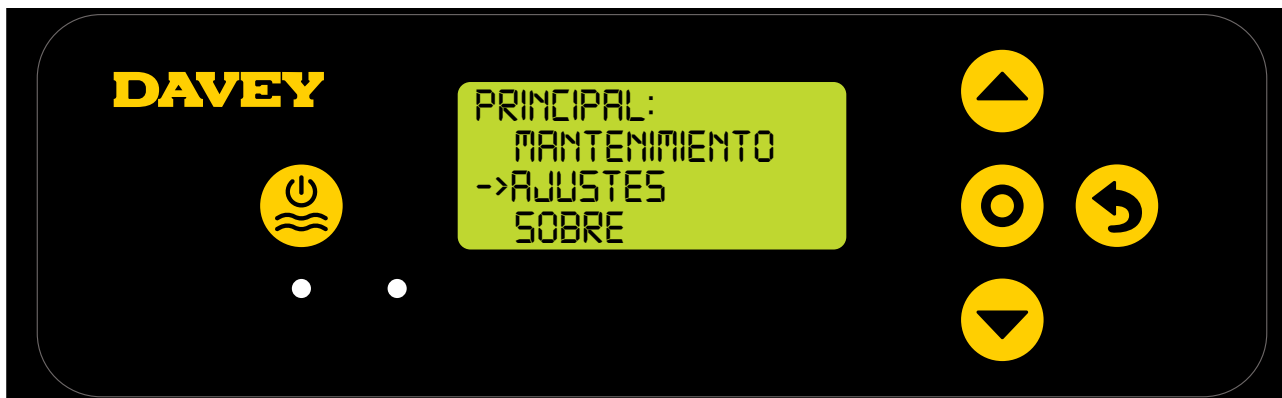 DAVEY
PRINCIPAL:
MANTENIMIENTO
->AJUSTES
SOBRE